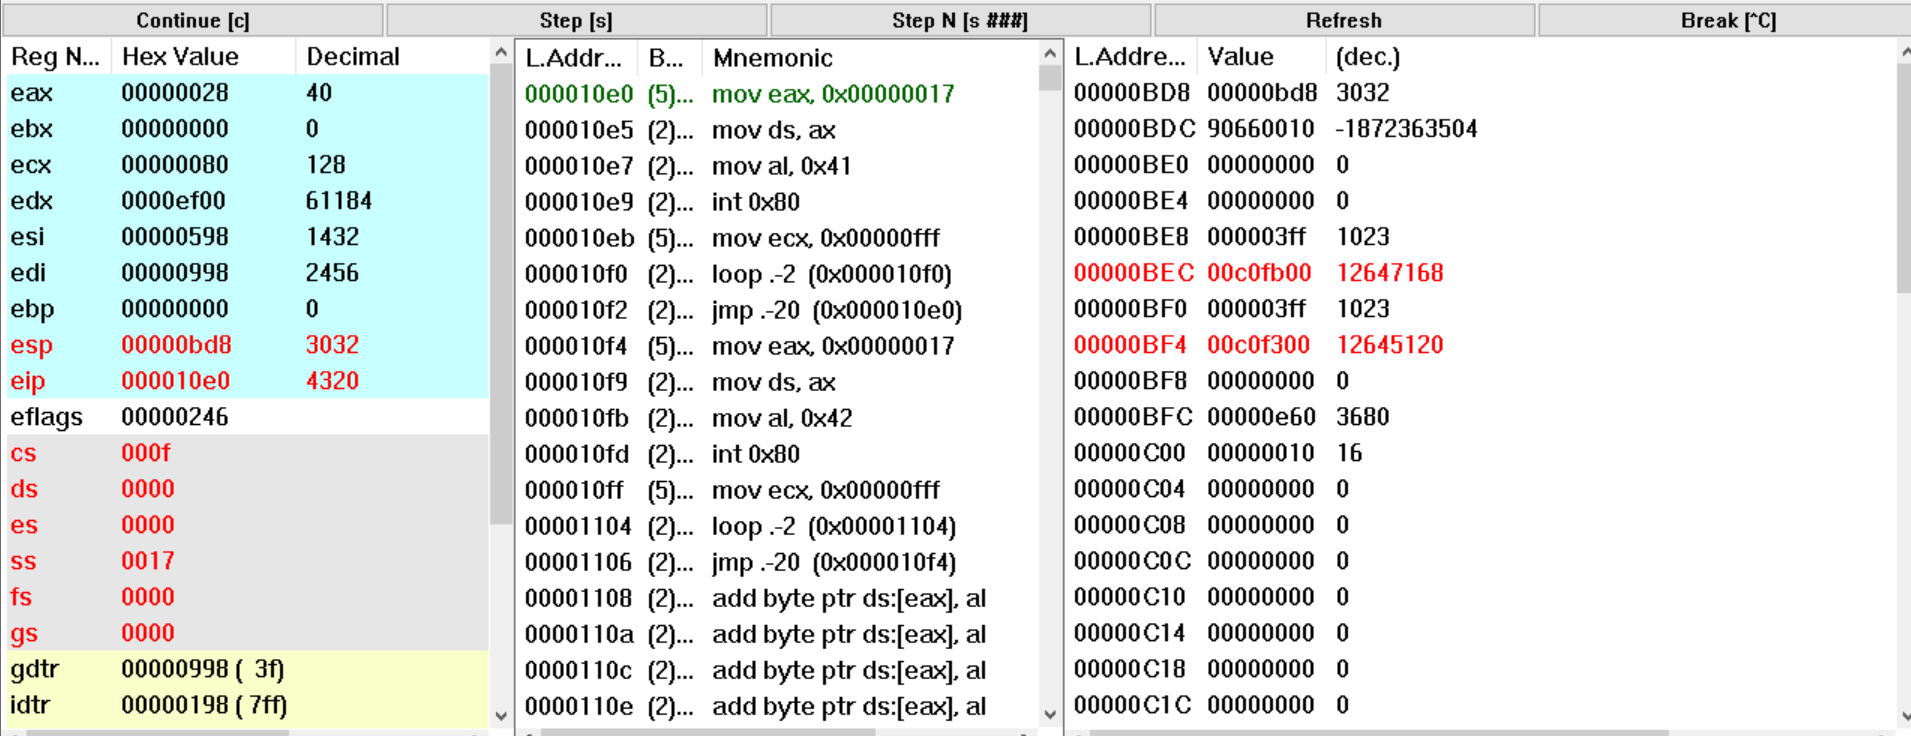 Continue [c] Step [s] Step N [s ###] Refresh Break [^C]
Reg N... Hex Value Decimal
eax 00000028 40
ebx 00000000 0
ecx 00000080 128
edx 0000ef00 61184
esi 00000598 1432
edi 00000998 2456
ebp 00000000 0
esp 00000bd8 3032
eip 000010e0 4320
eflags 00000246
cs 000f
ds 0000
es 0000
ss 0017
fs 0000
gs 0000
gdtr 00000998 ( 3f)
idtr 00000198 ( 7ff)
L.Addr... B... Mnemonic
000010e0 (5)... mov eax, 0x00000017
000010e5 (2)... mov ds, ax
000010e7 (2)... mov al, 0x41
000010e9 (2)... int 0x80
000010eb (5)... mov ecx, 0x00000fff
000010f0 (2)... loop .-2 (0x000010f0)
000010f2 (2)... jmp .-20 (0x000010e0)
000010f4 (5)... mov eax, 0x00000017
000010f9 (2)... mov ds, ax
000010fb (2)... mov al, 0x42
000010fd (2)... int 0x80
000010ff (5)... mov ecx, 0x00000fff
00001104 (2)... loop .-2 (0x00001104)
00001106 (2)... jmp .-20 (0x000010f4)
00001108 (2)... add byte ptr ds:[eax], al
0000110a (2)... add byte ptr ds:[eax], al
0000110c (2)... add byte ptr ds:[eax], al
0000110e (2)... add byte ptr ds:[eax], al
L.Addre... Value (dec.)
00000BD8 00000bd8 3032
00000BDC 90660010 -1872363504
00000BE0 00000000 0
00000BE4 00000000 0
00000BE8 000003ff 1023
00000BEC 00c0fb00 12647168
00000BF0 000003ff 1023
00000BF4 00c0f300 12645120
00000BF8 00000000 0
00000BFC 00000e60 3680
00000C00 00000010 16
00000C04 00000000 0
00000C08 00000000 0
00000C0C 00000000 0
00000C10 00000000 0
00000C14 00000000 0
00000C18 00000000 0
00000C1C 00000000 0